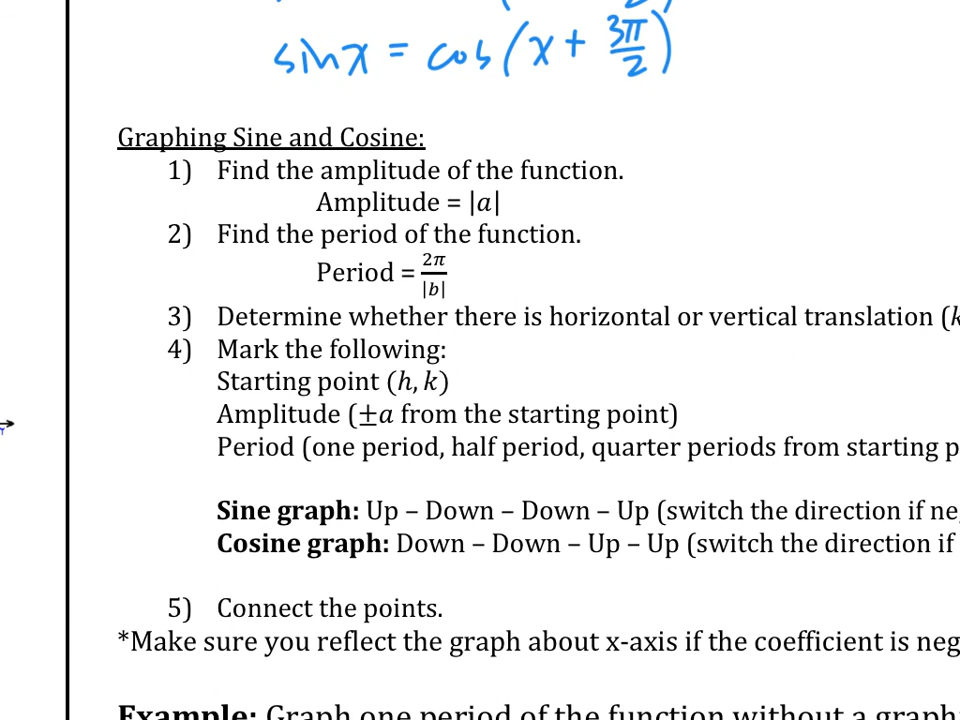 sinx = cos(x + 3π/2)
Graphing Sine and Cosine:
1) Find the amplitude of the function.
Amplitude = |a|
2) Find the period of the function.
Period = 2π/|b|
3) Determine whether there is horizontal or vertical translation (
4) Mark the following:
Starting point (h, k)
Amplitude (±a from the starting point)
Period (one period, half period, quarter periods from starting p
Sine graph: Up – Down – Down – Up (switch the direction if ne
Cosine graph: Down – Down – Up – Up (switch the direction if
5) Connect the points.
*Make sure you reflect the graph about x-axis if the coefficient is neg
Example: Graph one period of the function without a graph